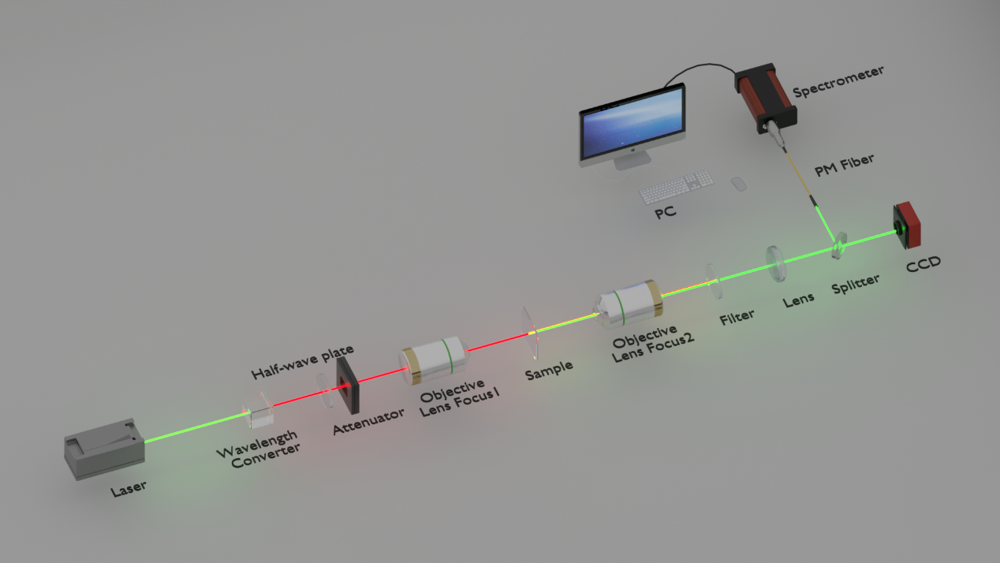 Spectrometer
PM Fiber
PC
CCD
Splitter
Lens
Filter
Objective
Lens Focus2
Sample
Half-wave plate
Objective
Lens Focus1
Attenuator
Wavelength
Converter
Laser